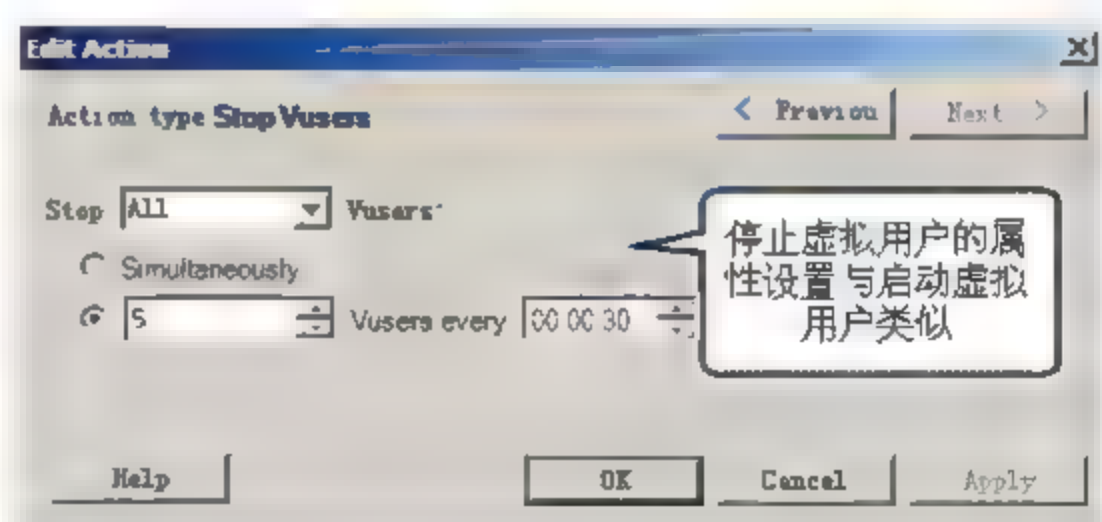 Edit Action
Action type Stop Vusers
< Previou
Next >
Stop All Vusers
Simultaneously
5 Vusers every 00 00 30
停止虚拟用户的属
性设置与启动虚拟
用户类似
Help
OK
Cancel
Apply